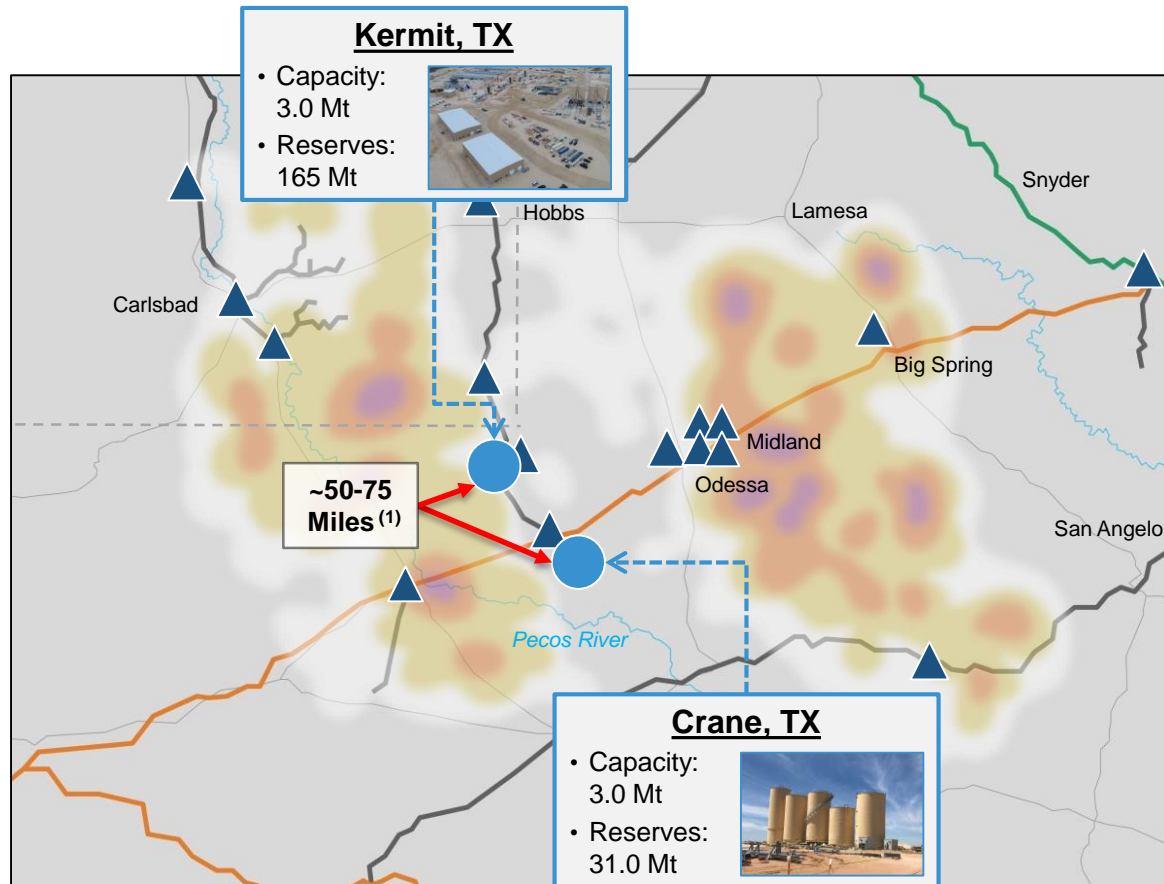 Kermit, TX
• Capacity:
3.0 Mt
• Reserves:
165 Mt
Snyder
Lamesa
Hobbs
Carlsbad
Big Spring
Midland
Odessa
~50-75
Miles (1)
San Angelo
Pecos River
Crane, TX
• Capacity:
3.0 Mt
• Reserves:
31.0 Mt